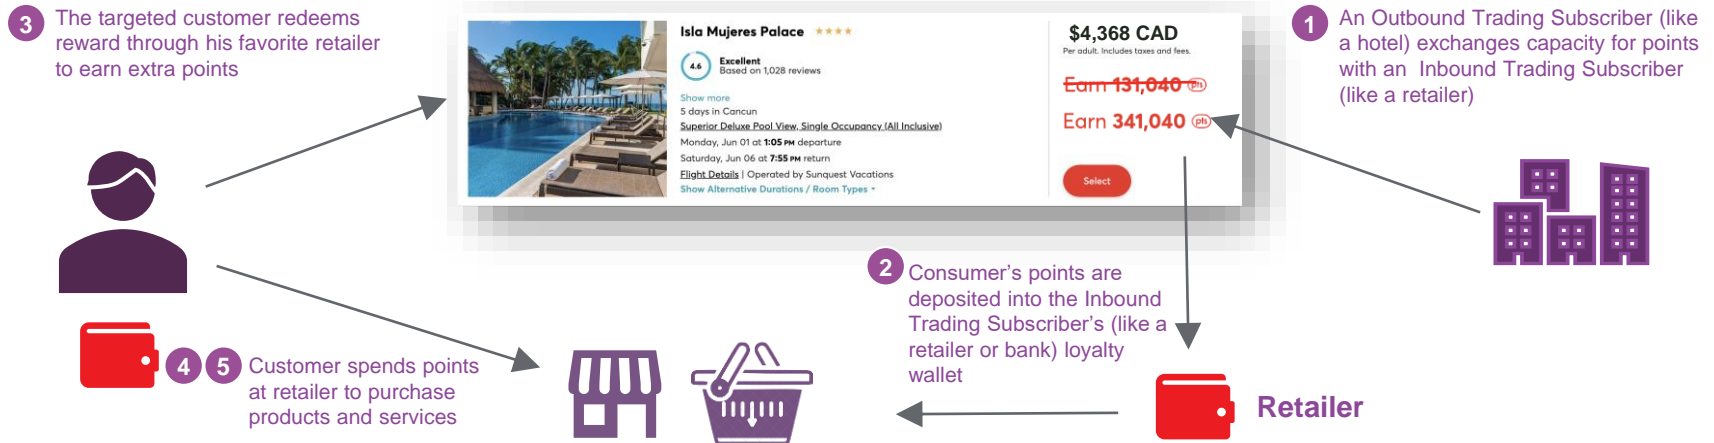 3
The targeted customer redeems
reward through his favorite retailer
to earn extra points
Isla Mujeres Palace
4.6
Excellent
Based on 1,028 reviews
Show more
5 days in Cancun
Superior Deluxe Pool View, Single Occupancy (All Inclusive)
Monday, Jun 01 at 1:05 PM departure
Saturday, Jun 06 at 7:55 PM return
Flight Details | Operated by Sunquest Vacations
Show Alternative Durations / Room Types
$4,368 CAD
Per adult. Includes taxes and fees.
Earn 131,040 pts
Earn 341,040 pts
Select
1
An Outbound Trading Subscriber (like
a hotel) exchanges capacity for points
with an Inbound Trading Subscriber
(like a retailer)
2
Consumer's points are
deposited into the Inbound
Trading Subscriber's (like a
retailer or bank) loyalty
wallet
4 5
Customer spends points
at retailer to purchase
products and services
Retailer